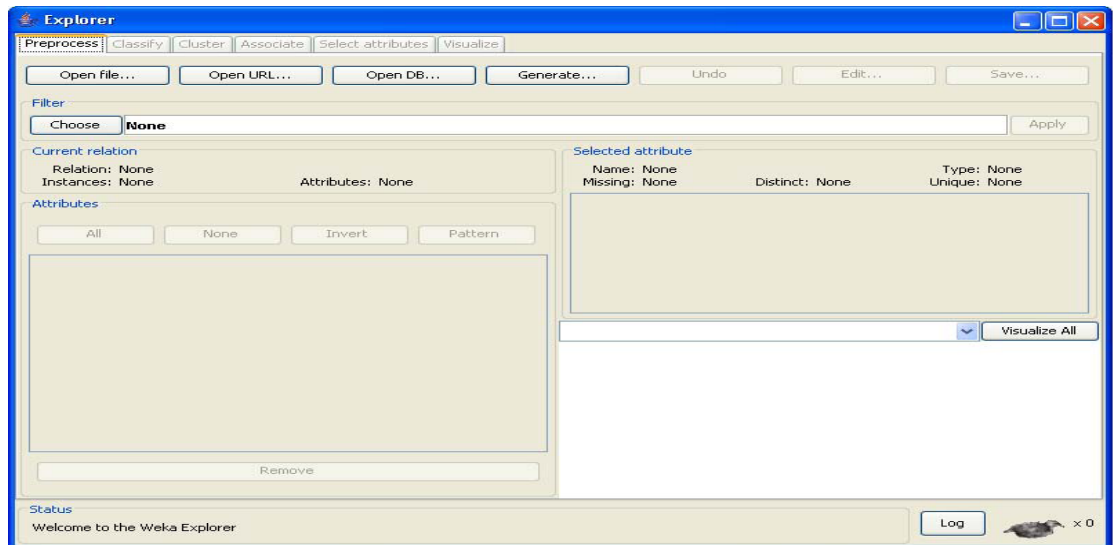 Explorer
Preprocess Classify Cluster Associate Select attributes Visualize
Open file... Open URL... Open DB... Generate... Undo Edit... Save...
Filter
Choose None Apply
Current relation
Relation: None
Instances: None Attributes: None
Attributes
All None Invert Pattern
Remove
Selected attribute
Name: None Type: None
Missing: None Distinct: None Unique: None
Visualize All
Status
Welcome to the Weka Explorer
Log x 0